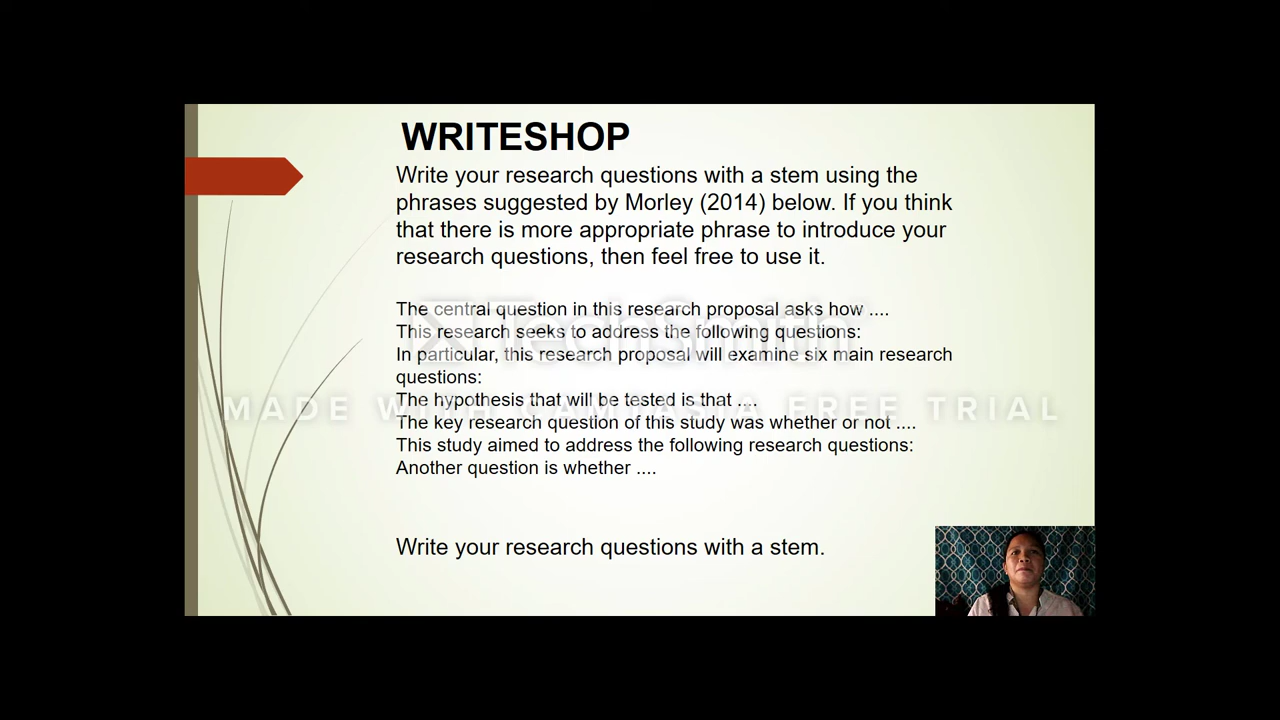 WRITESHOP
Write your research questions with a stem using the
phrases suggested by Morley (2014) below. If you think
that there is more appropriate phrase to introduce your
research questions, then feel free to use it.
The central question in this research proposal asks how ....
This research seeks to address the following questions:
In particular, this research proposal will examine six main research
questions:
The hypothesis that will be tested is that ....
The key research question of this study was whether or not ....
This study aimed to address the following research questions:
Another question is whether ....
Write your research questions with a stem.
TechSmith
MADE WITH CAMTASIA FREE TRIAL